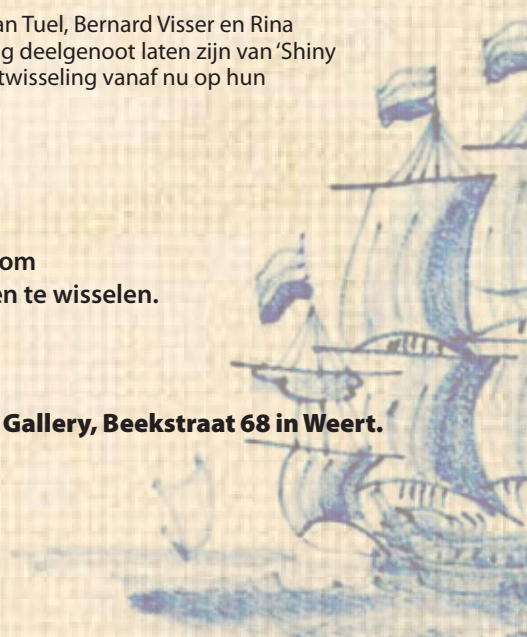 an Tuel, Bernard Visser en Rina
g deelgenoot laten zijn van ‘Shiny
twisseling vanaf nu op hun
om
en te wisselen.
Gallery, Beekstraat 68 in Weert.